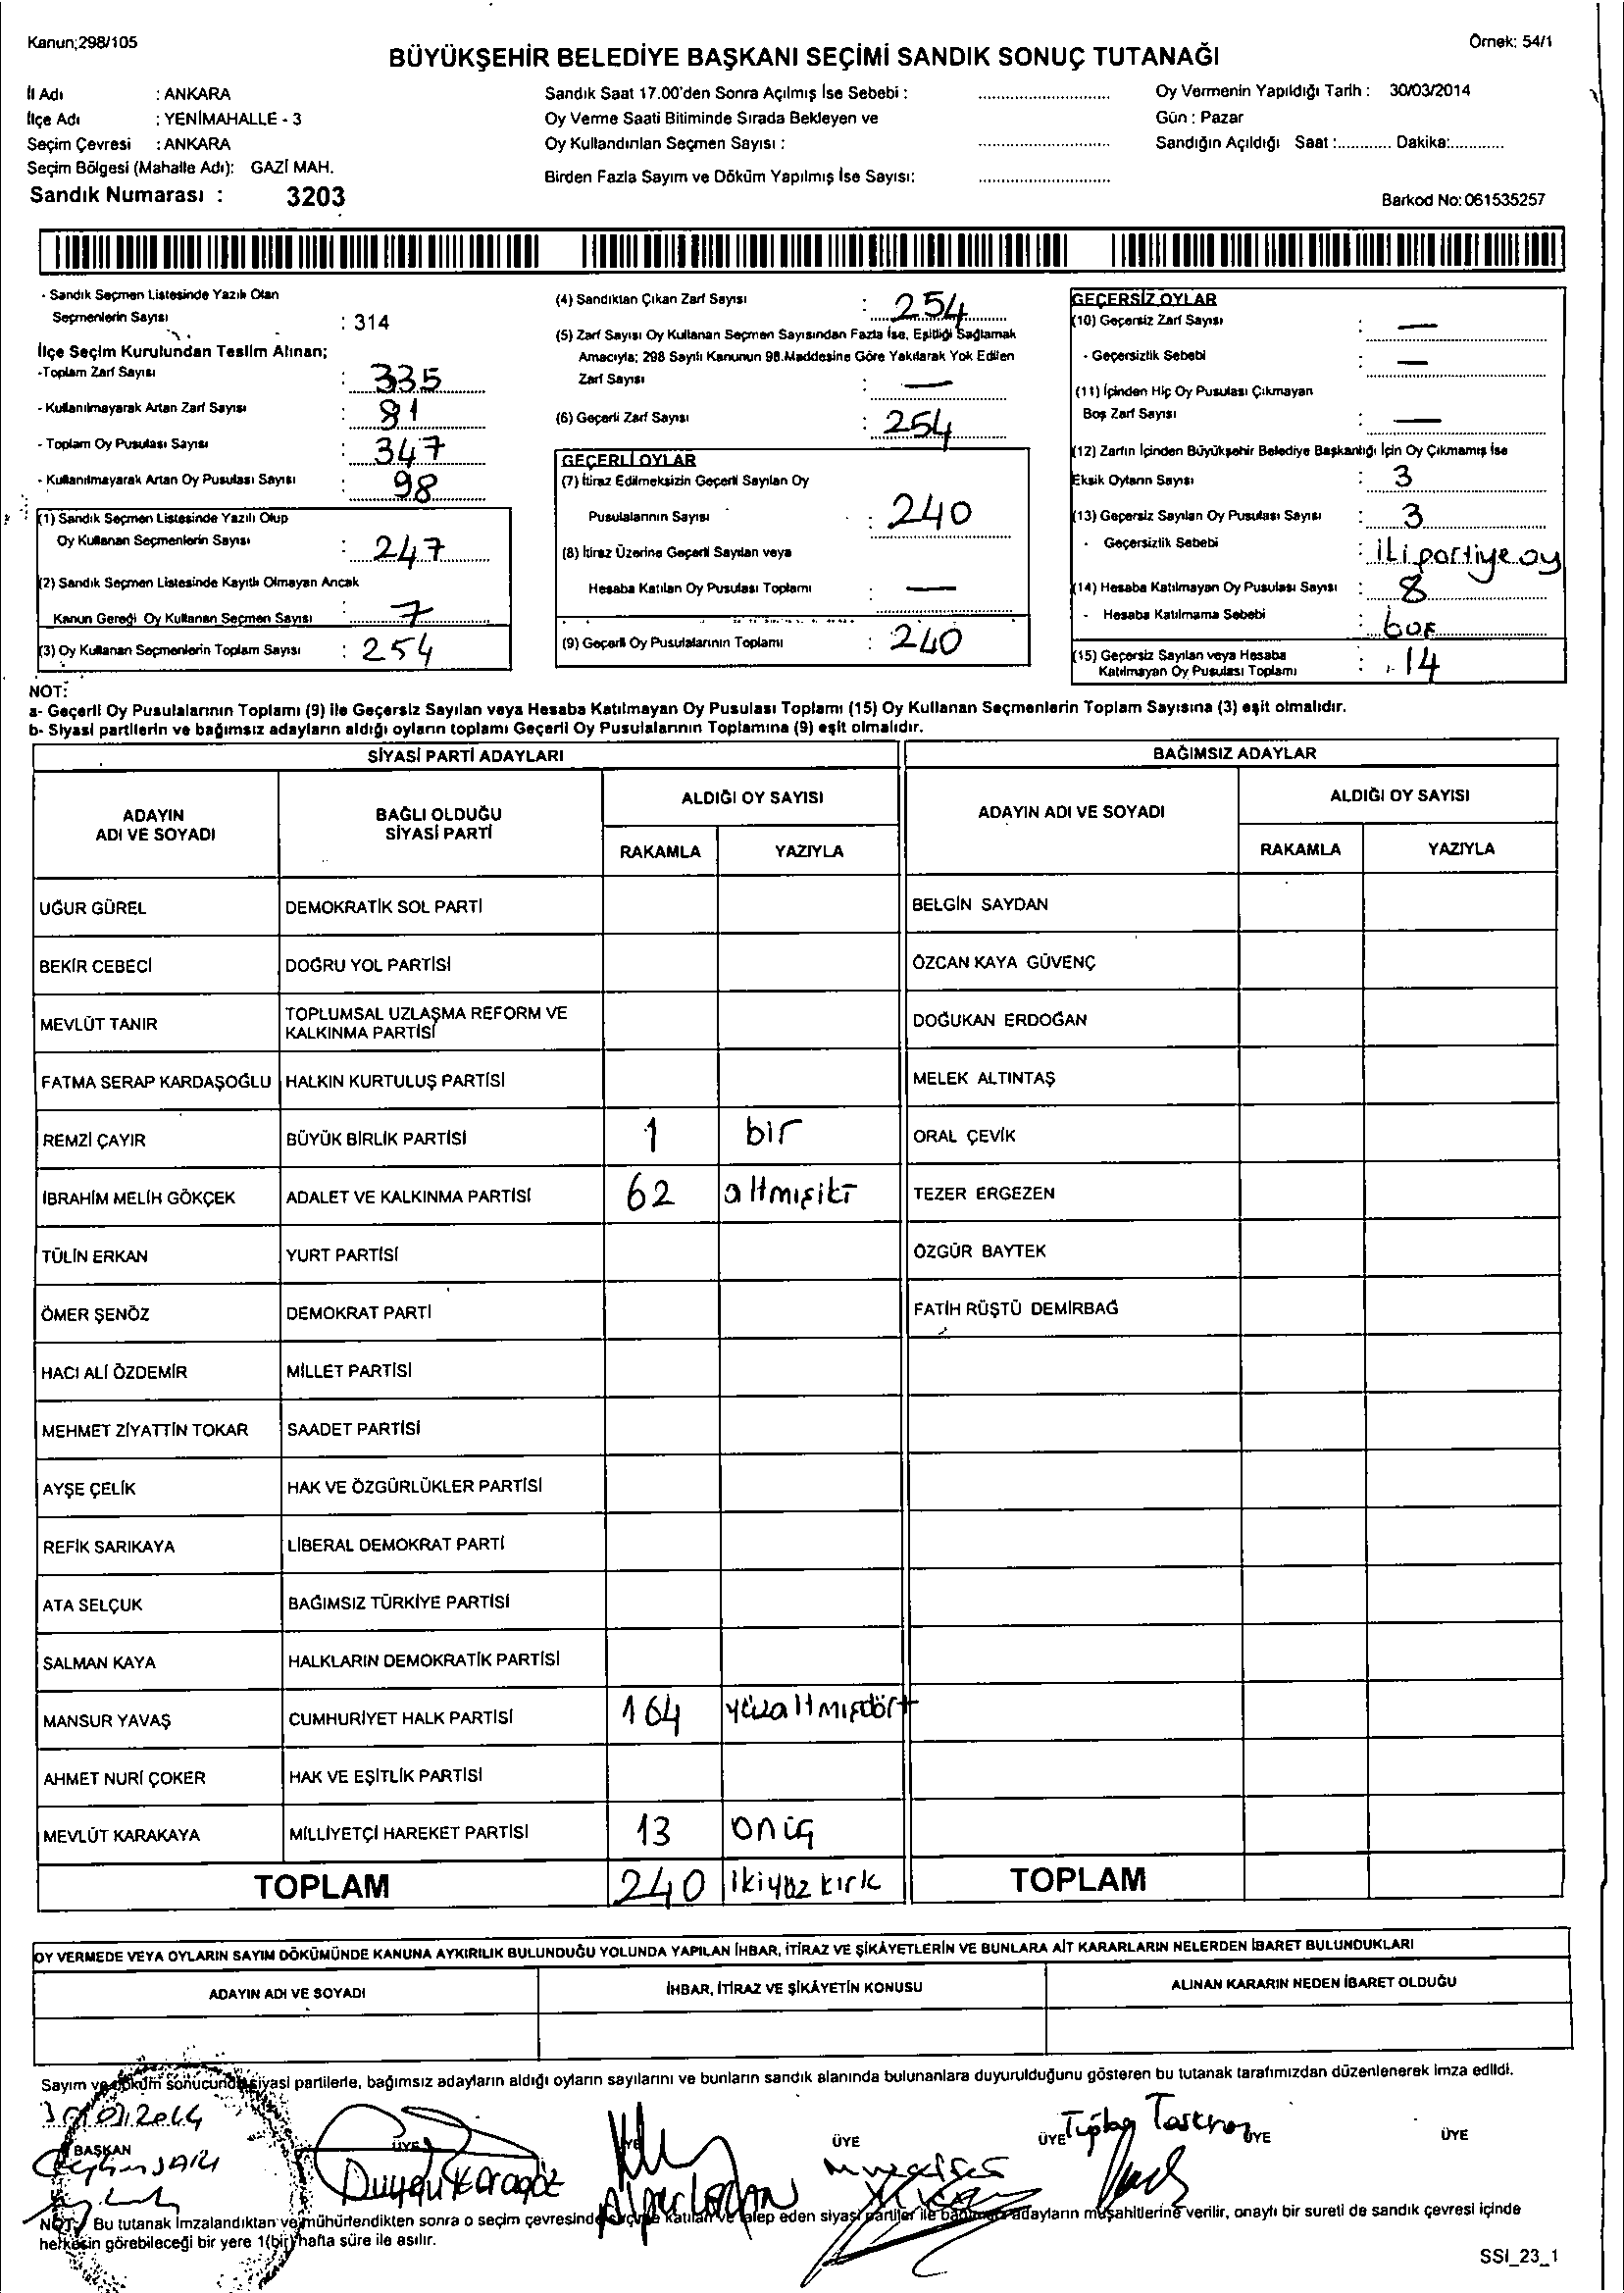 Kanun;298/105
Örnek: 54/1
BÜYÜKŞEHİR BELEDİYE BAŞKANI SEÇİMİ SANDIK SONUÇ TUTANAĞI
İl Adı : ANKARA
İlçe Adı : YENİMAHALLE - 3
Seçim Çevresi : ANKARA
Seçim Bölgesi (Mahalle Adı): GAZİ MAH.
Sandık Numarası : 3203
Sandık Saat 17.00'den Sonra Açılmış İse Sebebi :
Oy Verme Saati Bitiminde Sırada Bekleyen ve
Oy Kullandırılan Seçmen Sayısı :
Birden Fazla Sayım ve Döküm Yapılmış İse Sayısı:
Oy Vermenin Yapıldığı Tarih : 30/03/2014
Gün : Pazar
Sandığın Açıldığı Saat :............ Dakika:............
Barkod No: 061535257
- Sandık Seçmen Listesinde Yazılı Olan
Seçmenlerin Sayısı : 314
İlçe Seçim Kurulundan Teslim Alınan;
-Toplam Zarf Sayısı : 335
- Kullanılmayarak Artan Zarf Sayısı : 81
- Toplam Oy Pusulası Sayısı : 347
- Kullanılmayarak Artan Oy Pusulası Sayısı : 98
(1) Sandık Seçmen Listesinde Yazılı Olup
Oy Kullanan Seçmenlerin Sayısı : 247
(2) Sandık Seçmen Listesinde Kayıtlı Olmayan Ancak
Kanun Gereği Oy Kullanan Seçmen Sayısı : 7
(3) Oy Kullanan Seçmenlerin Toplam Sayısı : 254
(4) Sandıktan Çıkan Zarf Sayısı : 254
(5) Zarf Sayısı Oy Kullanan Seçmen Sayısından Fazla İse, Eşitliği Sağlamak
Amacıyla; 298 Sayılı Kanunun 98.Maddesine Göre Yakılarak Yok Edilen
Zarf Sayısı : —
(6) Geçerli Zarf Sayısı : 254
GEÇERLİ OYLAR
(7) İtiraz Edilmeksizin Geçerli Sayılan Oy
Pusulalarının Sayısı : 240
(8) İtiraz Üzerine Geçerli Sayılan veya
Hesaba Katılan Oy Pusulası Toplamı : —
(9) Geçerli Oy Pusulalarının Toplamı : 240
GEÇERSİZ OYLAR
(10) Geçersiz Zarf Sayısı : —
- Geçersizlik Sebebi : —
(11) İçinden Hiç Oy Pusulası Çıkmayan
Boş Zarf Sayısı : —
(12) Zarfın İçinden Büyükşehir Belediye Başkanlığı İçin Oy Çıkmamış İse
Eksik Oyların Sayısı : 3
(13) Geçersiz Sayılan Oy Pusulası Sayısı : 3
- Geçersizlik Sebebi : iki partiye oy
(14) Hesaba Katılmayan Oy Pusulası Sayısı : 8
- Hesaba Katılmama Sebebi : boş
(15) Geçersiz Sayılan veya Hesaba
Katılmayan Oy Pusulası Toplamı : 14
NOT:
a- Geçerli Oy Pusulalarının Toplamı (9) ile Geçersiz Sayılan veya Hesaba Katılmayan Oy Pusulası Toplamı (15) Oy Kullanan Seçmenlerin Toplam Sayısına (3) eşit olmalıdır.
b- Siyasi partilerin ve bağımsız adayların aldığı oyların toplamı Geçerli Oy Pusulalarının Toplamına (9) eşit olmalıdır.
SİYASİ PARTİ ADAYLARI
BAĞIMSIZ ADAYLAR
ADAYIN
ADI VE SOYADI
BAĞLI OLDUĞU
SİYASİ PARTİ
ALDIĞI OY SAYISI
RAKAMLA YAZIYLA
ADAYIN ADI VE SOYADI
ALDIĞI OY SAYISI
RAKAMLA YAZIYLA
UĞUR GÜREL DEMOKRATİK SOL PARTİ BELGİN SAYDAN
BEKİR CEBECİ DOĞRU YOL PARTİSİ ÖZCAN KAYA GÜVENÇ
MEVLÜT TANIR TOPLUMSAL UZLAŞMA REFORM VE
KALKINMA PARTİSİ DOĞUKAN ERDOĞAN
FATMA SERAP KARDAŞOĞLU HALKIN KURTULUŞ PARTİSİ MELEK ALTINTAŞ
REMZİ ÇAYIR BÜYÜK BİRLİK PARTİSİ 1 bir ORAL ÇEVİK
İBRAHİM MELİH GÖKÇEK ADALET VE KALKINMA PARTİSİ 62 altmışiki TEZER ERGEZEN
TÜLİN ERKAN YURT PARTİSİ ÖZGÜR BAYTEK
ÖMER ŞENÖZ DEMOKRAT PARTİ FATİH RÜŞTÜ DEMİRBAĞ
HACI ALİ ÖZDEMİR MİLLET PARTİSİ
MEHMET ZİYATTİN TOKAR SAADET PARTİSİ
AYŞE ÇELİK HAK VE ÖZGÜRLÜKLER PARTİSİ
REFİK SARIKAYA LİBERAL DEMOKRAT PARTİ
ATA SELÇUK BAĞIMSIZ TÜRKİYE PARTİSİ
SALMAN KAYA HALKLARIN DEMOKRATİK PARTİSİ
MANSUR YAVAŞ CUMHURİYET HALK PARTİSİ 164 yüzaltmışdört
AHMET NURİ ÇOKER HAK VE EŞİTLİK PARTİSİ
MEVLÜT KARAKAYA MİLLİYETÇİ HAREKET PARTİSİ 13 onüç
TOPLAM 240 ikiyüz kırk TOPLAM
OY VERMEDE VEYA OYLARIN SAYIM DÖKÜMÜNDE KANUNA AYKIRILIK BULUNDUĞU YOLUNDA YAPILAN İHBAR, İTİRAZ VE ŞİKÂYETLERİN VE BUNLARA AİT KARARLARIN NELERDEN İBARET BULUNDUKLARI
ADAYIN ADI VE SOYADI İHBAR, İTİRAZ VE ŞİKÂYETİN KONUSU ALINAN KARARIN NEDEN İBARET OLDUĞU
Sayım ve döküm sonucunda siyasi partilerle, bağımsız adayların aldığı oyların sayılarını ve bunların sandık alanında bulunanlara duyurulduğunu gösteren bu tutanak tarafımızdan düzenlenerek imza edildi.
BAŞKAN ÜYE ÜYE ÜYE ÜYE ÜYE ÜYE
Duygu Karagöz
NOT: Bu tutanak imzalandıktan ve mühürlendikten sonra o seçim çevresinde seçime katılan ve talep eden siyasi partiler ile bağımsız adayların müşahitlerine verilir, onaylı bir sureti de sandık çevresi içinde
herkesin görebileceği bir yere 1(bir) hafta süre ile asılır.
SSI_23_1